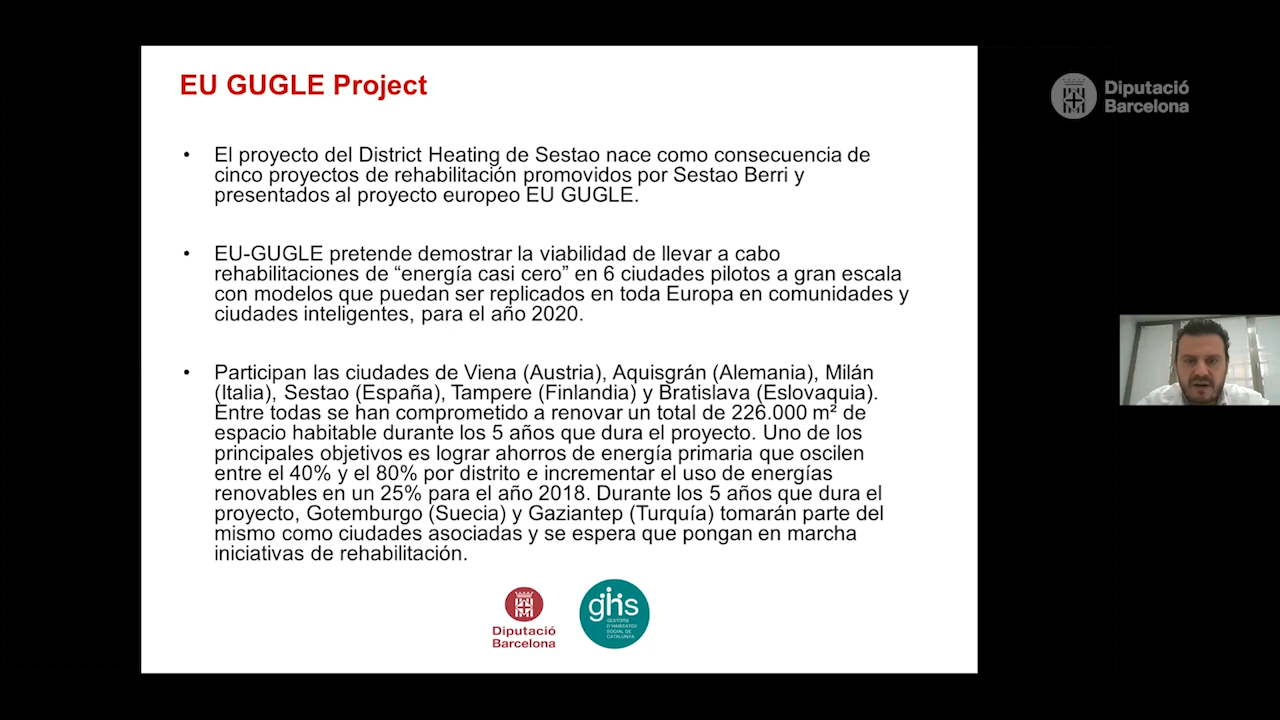 EU GUGLE Project
Diputació
Barcelona
• El proyecto del District Heating de Sestao nace como consecuencia de
cinco proyectos de rehabilitación promovidos por Sestao Berri y
presentados al proyecto europeo EU GUGLE.
• EU-GUGLE pretende demostrar la viabilidad de llevar a cabo
rehabilitaciones de “energía casi cero” en 6 ciudades pilotos a gran escala
con modelos que puedan ser replicados en toda Europa en comunidades y
ciudades inteligentes, para el año 2020.
• Participan las ciudades de Viena (Austria), Aquisgrán (Alemania), Milán
(Italia), Sestao (España), Tampere (Finlandia) y Bratislava (Eslovaquia).
Entre todas se han comprometido a renovar un total de 226.000 m² de
espacio habitable durante los 5 años que dura el proyecto. Uno de los
principales objetivos es lograr ahorros de energía primaria que oscilen
entre el 40% y el 80% por distrito e incrementar el uso de energías
renovables en un 25% para el año 2018. Durante los 5 años que dura el
proyecto, Gotemburgo (Suecia) y Gaziantep (Turquía) tomarán parte del
mismo como ciudades asociadas y se espera que pongan en marcha
iniciativas de rehabilitación.
Diputació
Barcelona
ghs
GESTORS
D'HABITATGE
SOCIAL DE
CATALUNYA